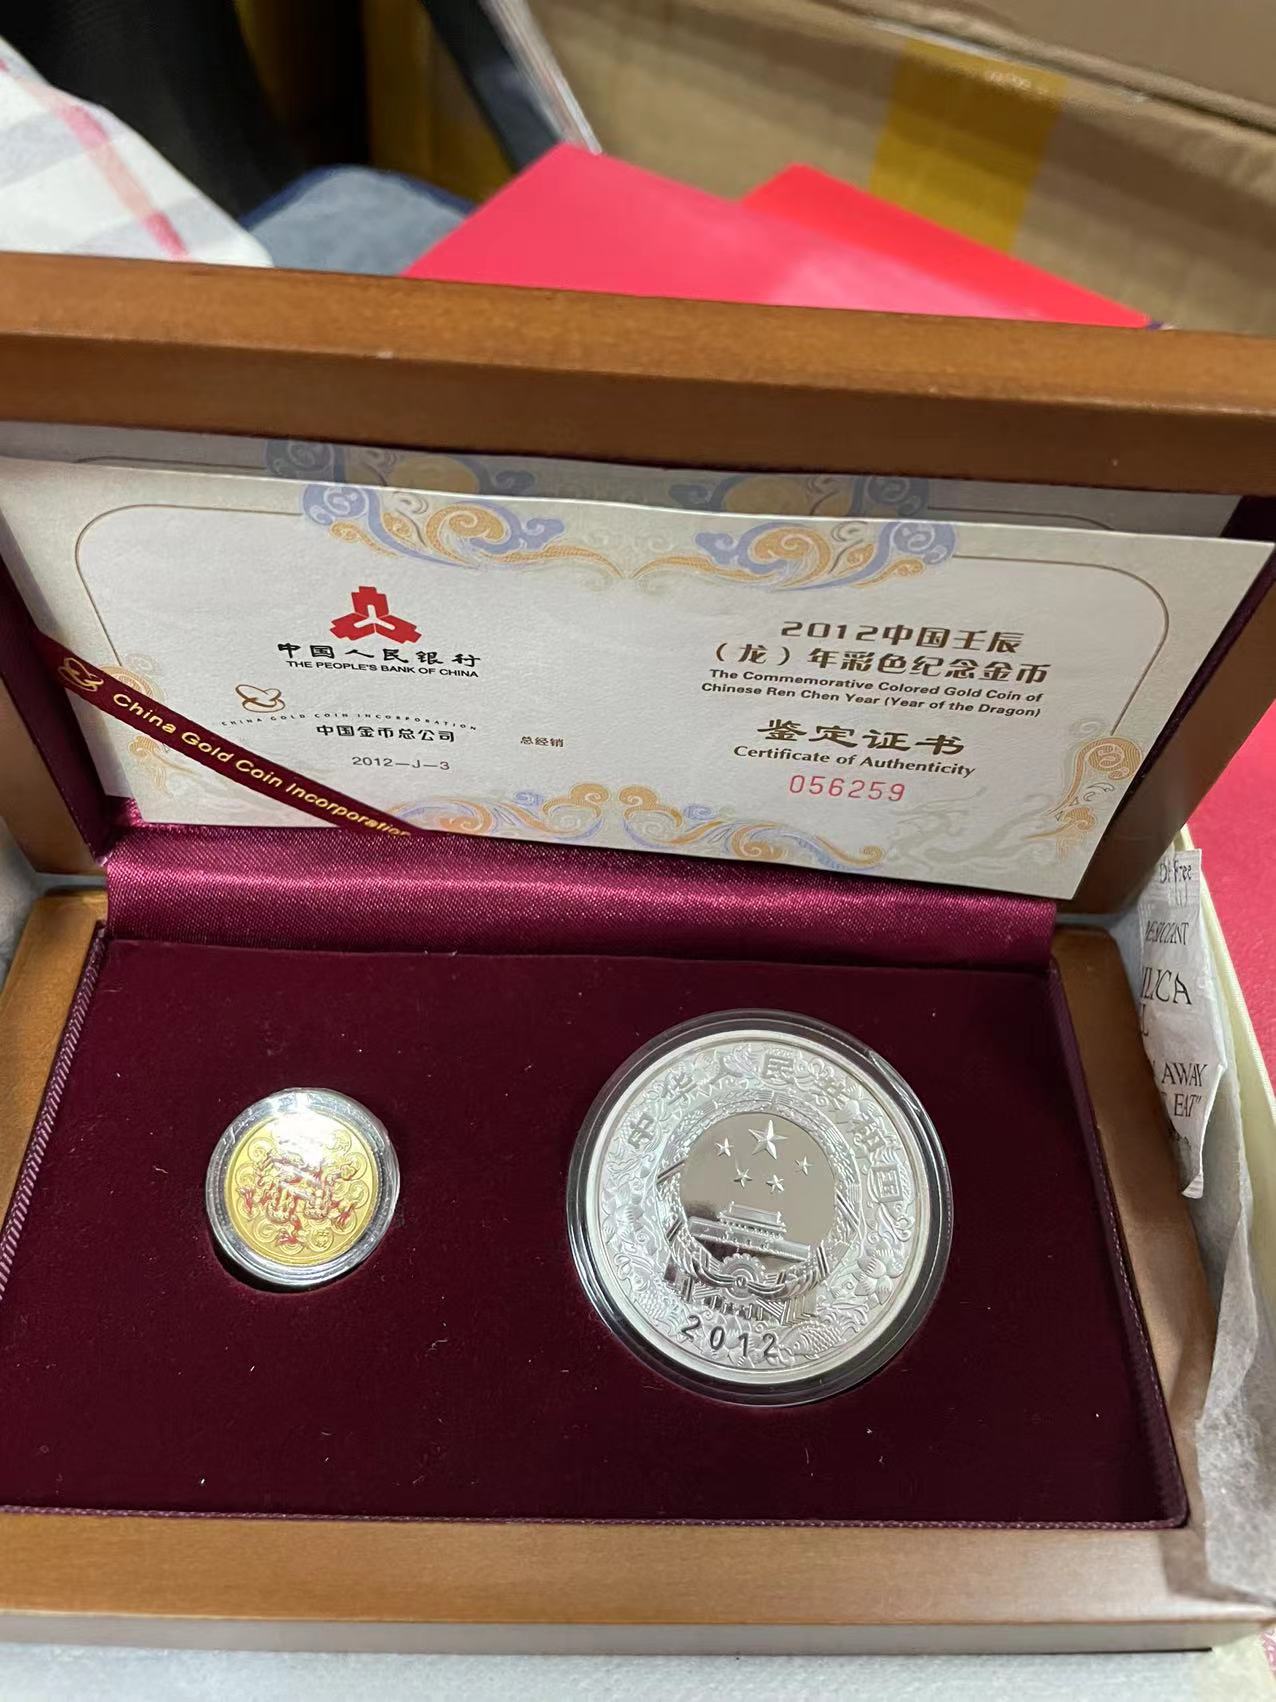 中国人民银行
THE PEOPLE'S BANK OF CHINA
CHINA GOLD COIN INCORPORATION
中国金币总公司
总经销
2012—J—3
China Gold Coin Incorporation
2012中国壬辰
（龙）年彩色纪念金币
The Commemorative Colored Gold Coin of
Chinese Ren Chen Year (Year of the Dragon)
鉴定证书
Certificate of Authenticity
056259
中华人民共和国
2012
AWAY
EAT"